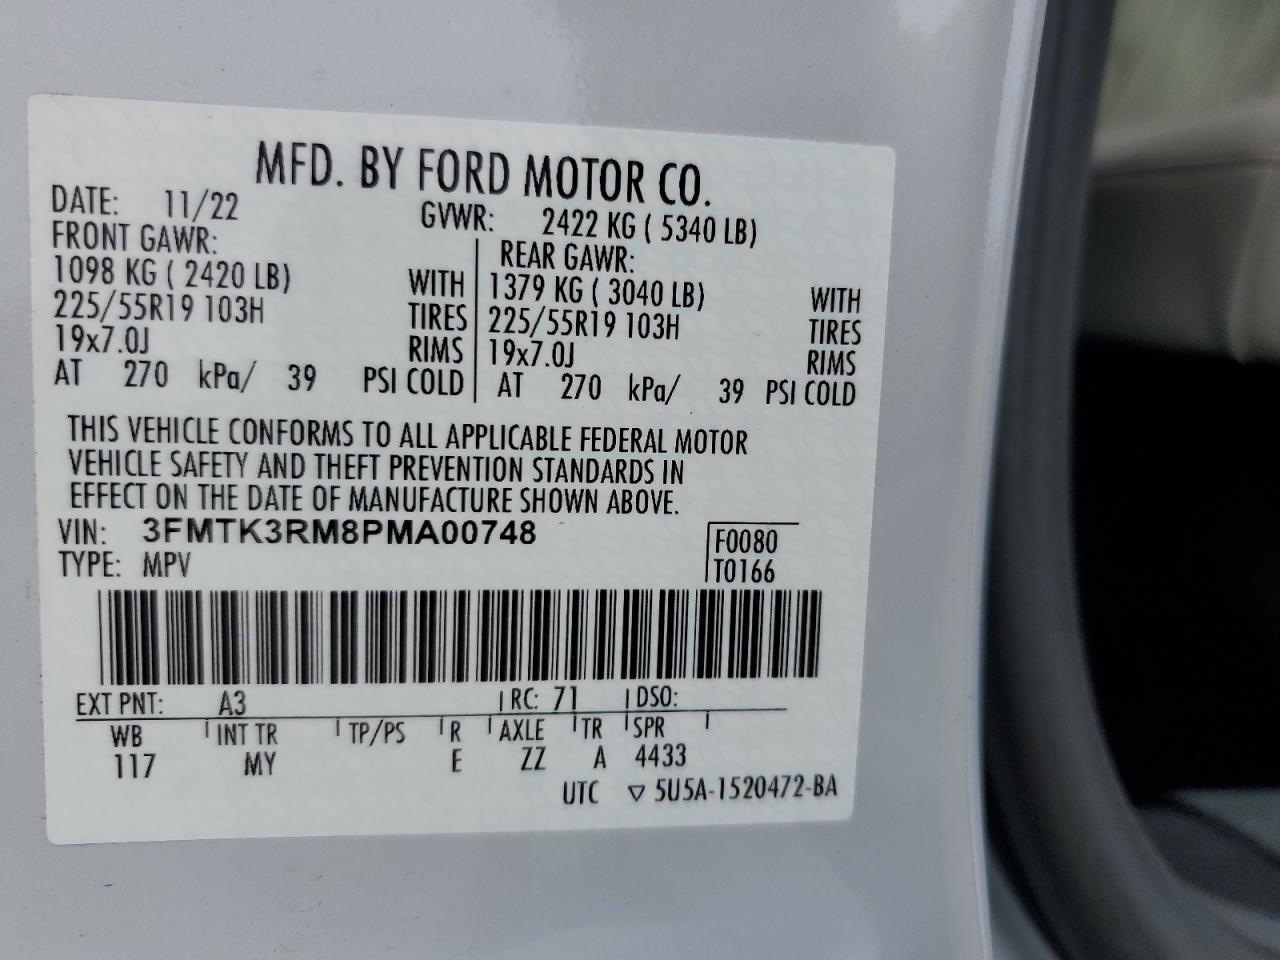 MFD. BY FORD MOTOR CO.
DATE: 11/22 GVWR: 2422 KG ( 5340 LB)
FRONT GAWR: REAR GAWR:
1098 KG ( 2420 LB) WITH 1379 KG ( 3040 LB) WITH
225/55R19 103H TIRES 225/55R19 103H TIRES
19x7.0J RIMS 19x7.0J RIMS
AT 270 kPa/ 39 PSI COLD AT 270 kPa/ 39 PSI COLD
THIS VEHICLE CONFORMS TO ALL APPLICABLE FEDERAL MOTOR
VEHICLE SAFETY AND THEFT PREVENTION STANDARDS IN
EFFECT ON THE DATE OF MANUFACTURE SHOWN ABOVE.
VIN: 3FMTK3RM8PMA00748 F0080
TYPE: MPV T0166
EXT PNT: A3 RC: 71 DSO:
WB INT TR TP/PS R AXLE TR SPR
117 MY E ZZ A 4433
UTC ▽ 5U5A-1520472-BA